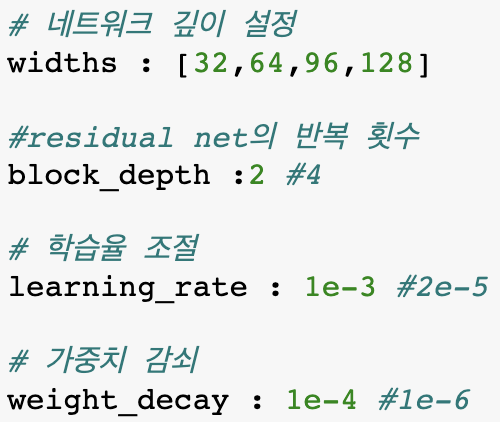 # 네트워크 깊이 설정
widths : [32,64,96,128]
#residual net의 반복 횟수
block_depth :2 #4
# 학습율 조절
learning_rate : 1e-3 #2e-5
# 가중치 감쇠
weight_decay : 1e-4 #1e-6